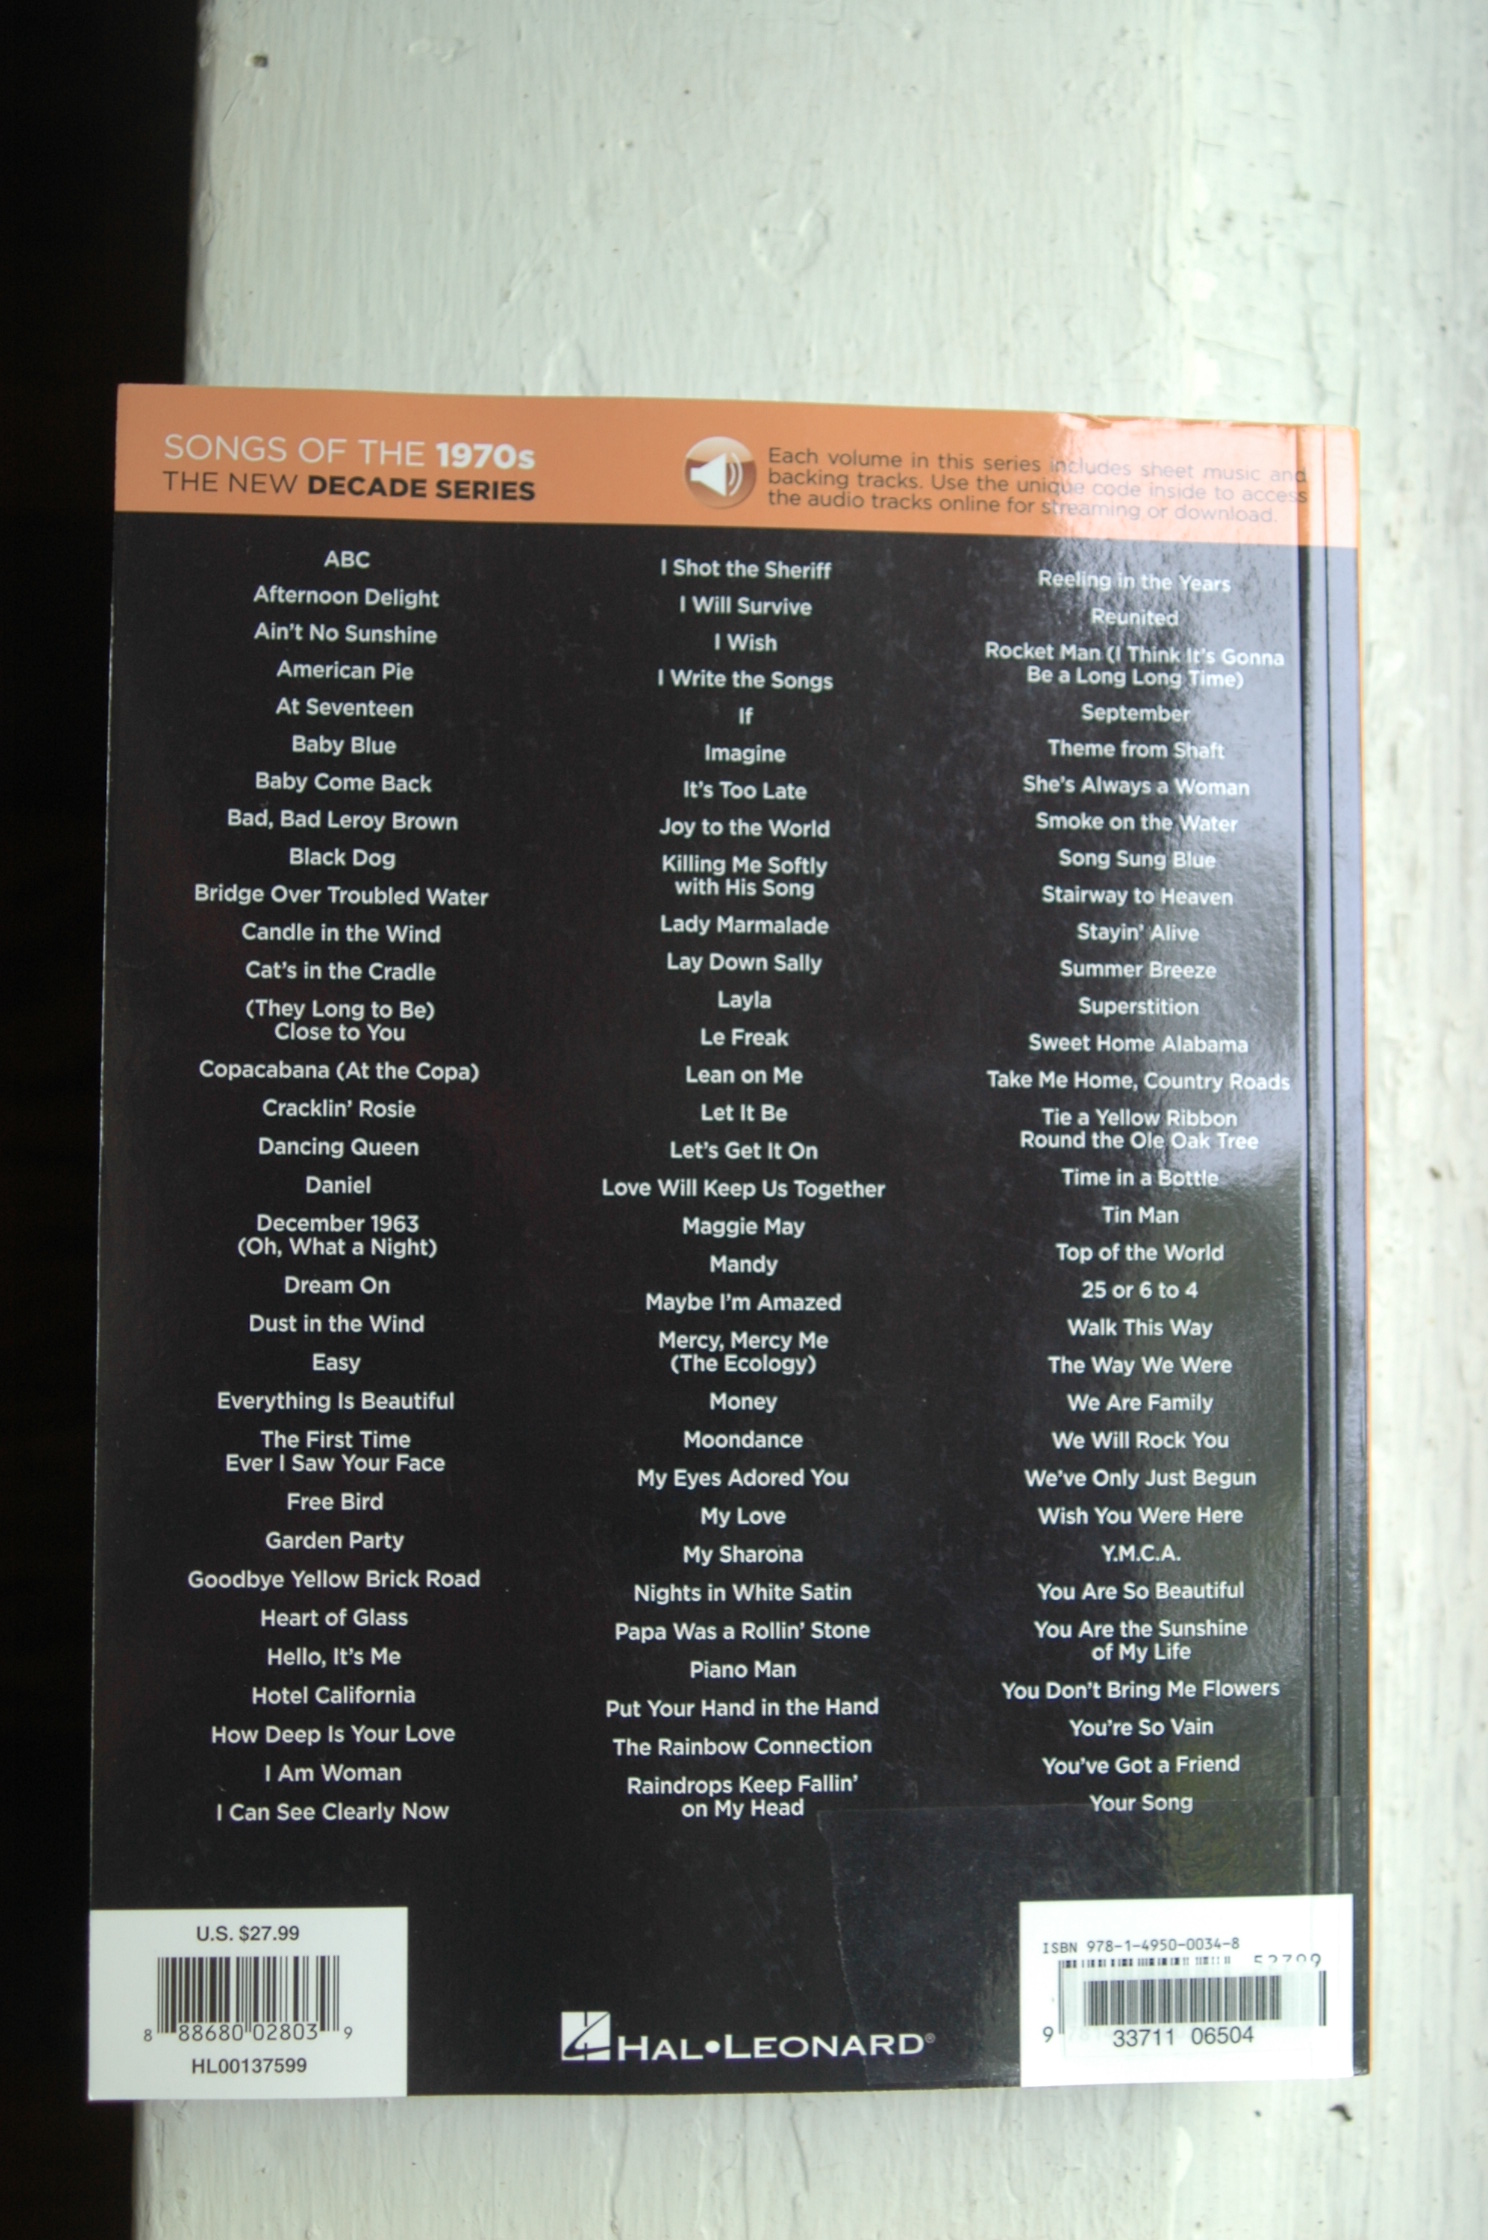 SONGS OF THE 1970s
THE NEW DECADE SERIES
Each volume in this series includes sheet music and
backing tracks. Use the unique code inside to access
the audio tracks online for streaming or download.
ABC
Afternoon Delight
Ain't No Sunshine
American Pie
At Seventeen
Baby Blue
Baby Come Back
Bad, Bad Leroy Brown
Black Dog
Bridge Over Troubled Water
Candle in the Wind
Cat's in the Cradle
(They Long to Be)
Close to You
Copacabana (At the Copa)
Cracklin' Rosie
Dancing Queen
Daniel
December 1963
(Oh, What a Night)
Dream On
Dust in the Wind
Easy
Everything Is Beautiful
The First Time
Ever I Saw Your Face
Free Bird
Garden Party
Goodbye Yellow Brick Road
Heart of Glass
Hello, It's Me
Hotel California
How Deep Is Your Love
I Am Woman
I Can See Clearly Now
I Shot the Sheriff
I Will Survive
I Wish
I Write the Songs
If
Imagine
It's Too Late
Joy to the World
Killing Me Softly
with His Song
Lady Marmalade
Lay Down Sally
Layla
Le Freak
Lean on Me
Let It Be
Let's Get It On
Love Will Keep Us Together
Maggie May
Mandy
Maybe I'm Amazed
Mercy, Mercy Me
(The Ecology)
Money
Moondance
My Eyes Adored You
My Love
My Sharona
Nights in White Satin
Papa Was a Rollin' Stone
Piano Man
Put Your Hand in the Hand
The Rainbow Connection
Raindrops Keep Fallin'
on My Head
Reeling in the Years
Reunited
Rocket Man (I Think It's Gonna
Be a Long Long Time)
September
Theme from Shaft
She's Always a Woman
Smoke on the Water
Song Sung Blue
Stairway to Heaven
Stayin' Alive
Summer Breeze
Superstition
Sweet Home Alabama
Take Me Home, Country Roads
Tie a Yellow Ribbon
Round the Ole Oak Tree
Time in a Bottle
Tin Man
Top of the World
25 or 6 to 4
Walk This Way
The Way We Were
We Are Family
We Will Rock You
We've Only Just Begun
Wish You Were Here
Y.M.C.A.
You Are So Beautiful
You Are the Sunshine
of My Life
You Don't Bring Me Flowers
You're So Vain
You've Got a Friend
Your Song
U.S. $27.99
8 88680 02803 9
HL00137599
HAL•LEONARD®
ISBN 978-1-4950-0034-8
52799
9
33711 06504